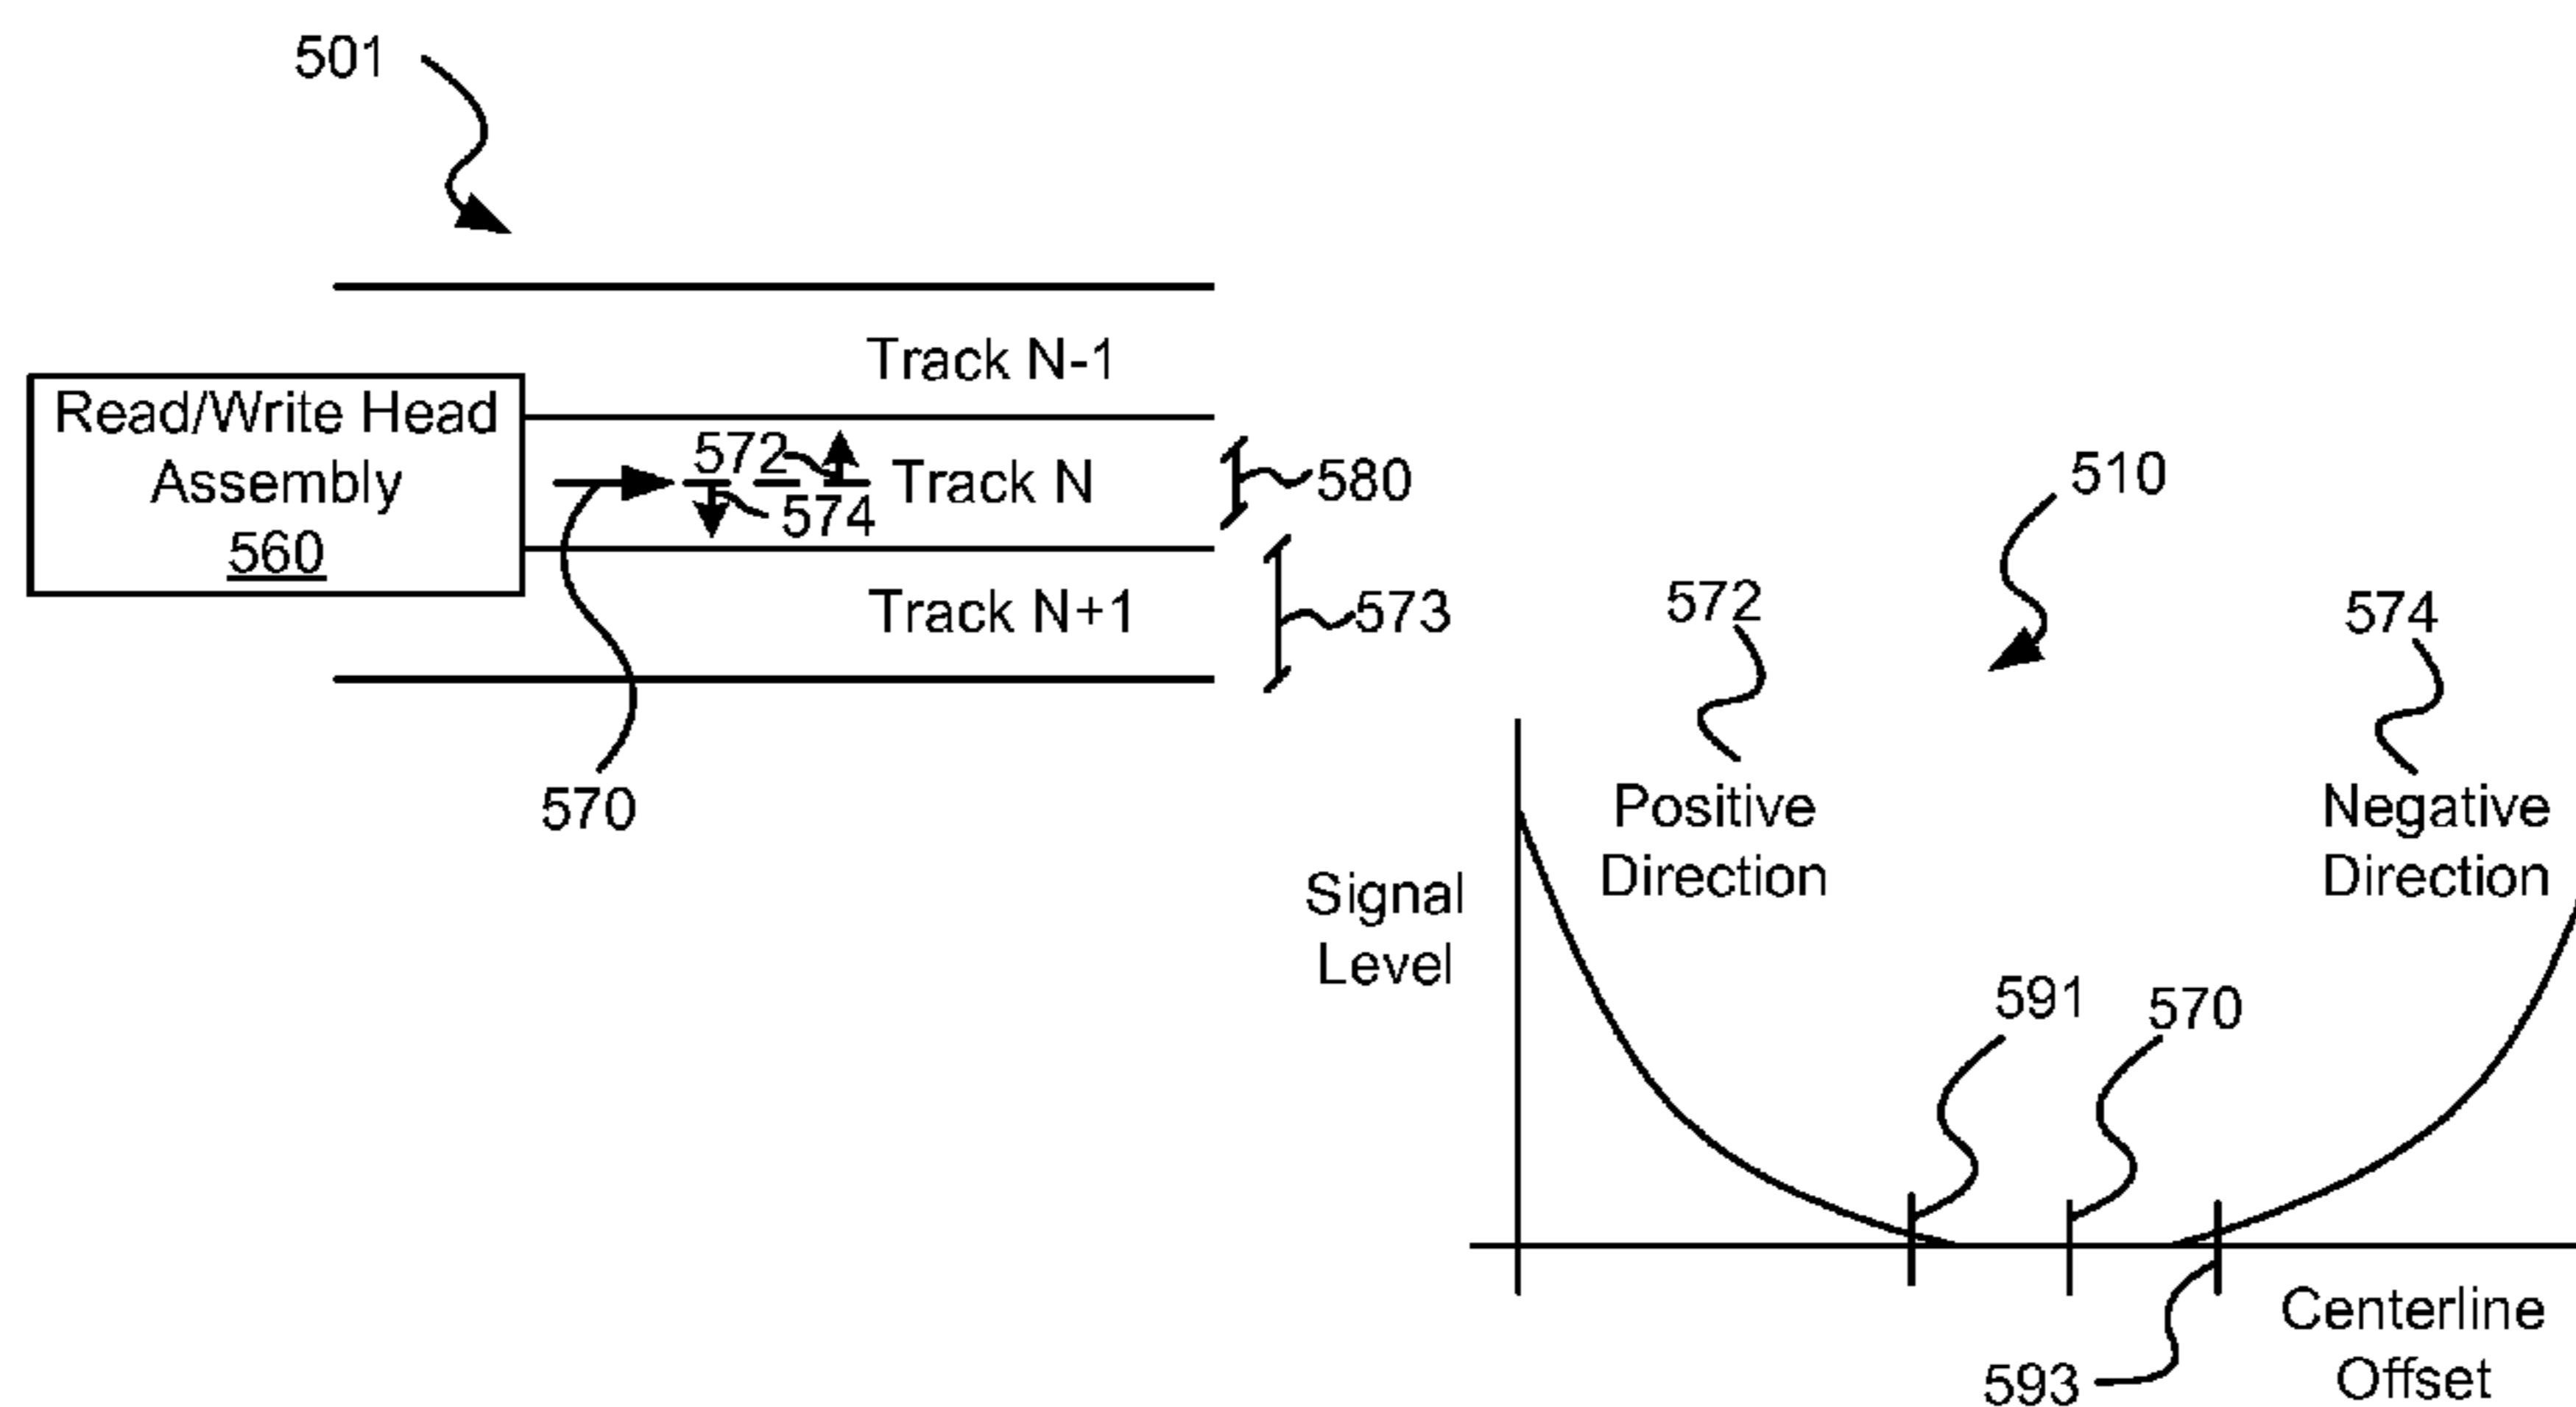 501
Track N-1
Read/Write Head
Assembly
560
572
574
Track N
580
Track N+1
573
570
510
572
574
Positive
Direction
Negative
Direction
Signal
Level
591
570
593
Centerline
Offset